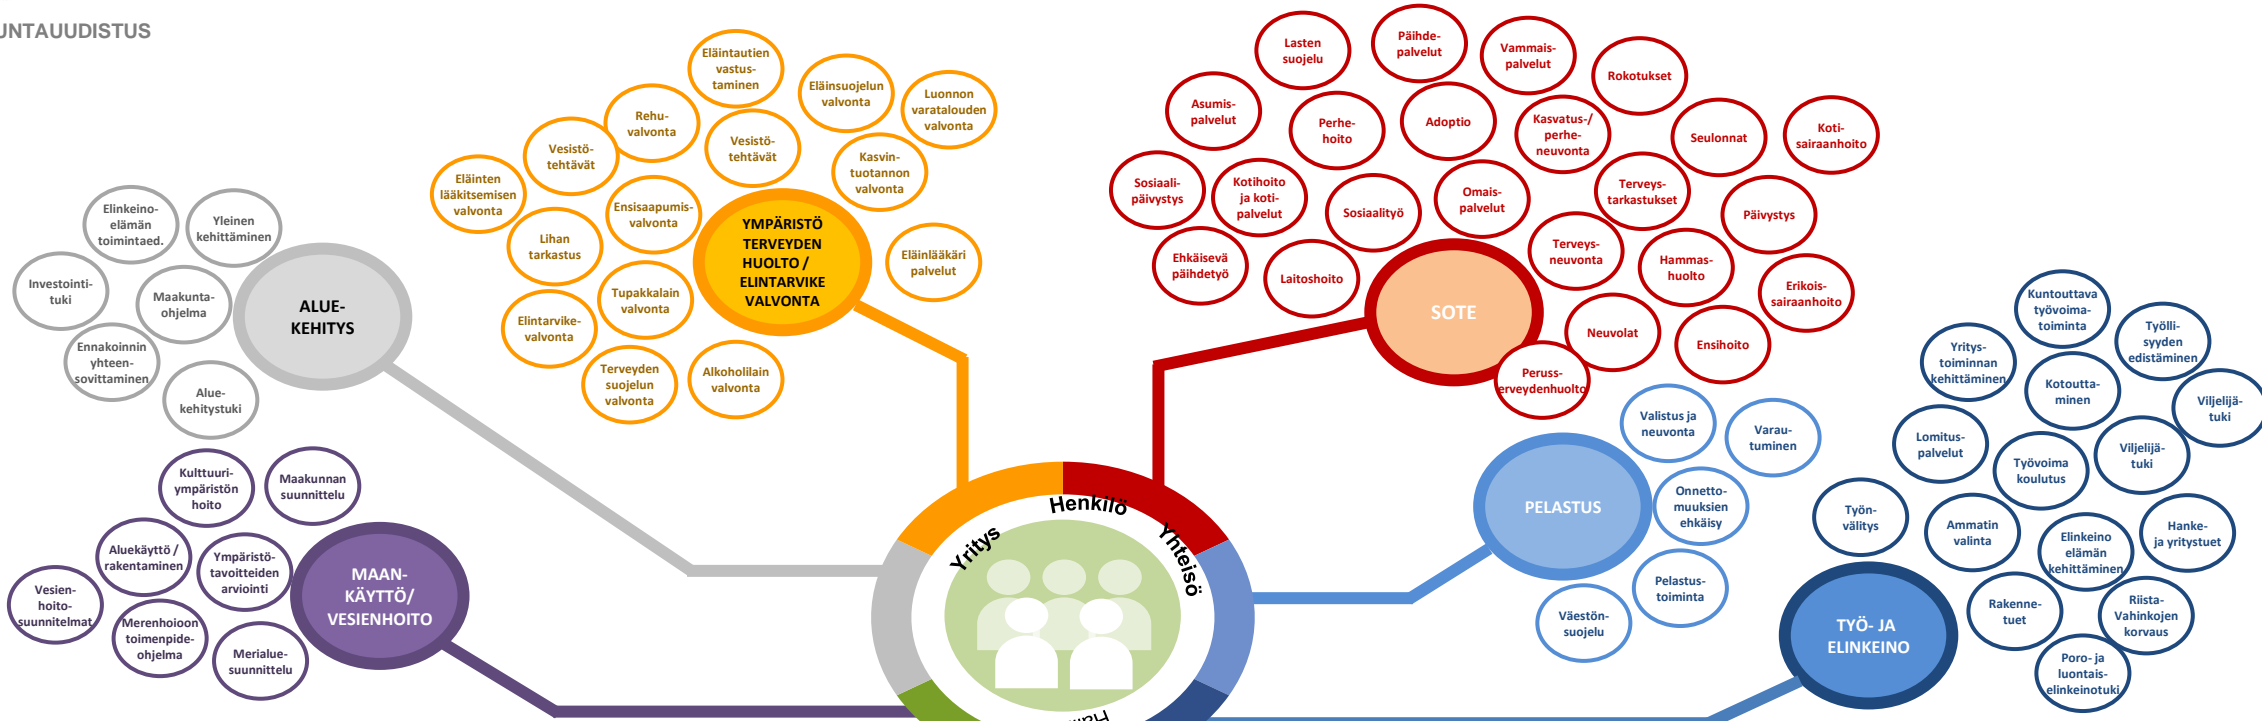 UNTAUUDISTUS
Elinkeino-
elämän
toimintaed.
Yleinen
kehittäminen
Investointi-
tuki
Maakunta-
ohjelma
Ennakoinnin
yhteen-
sovittaminen
Alue-
kehitystuki
ALUE-
KEHITYS
Kulttuuri-
ympäristön
hoito
Maakunnan
suunnittelu
Aluekäyttö /
rakentaminen
Ympäristö-
tavoitteiden
arviointi
Vesien-
hoito-
suunnitelmat
Merenhoioon
toimenpide-
ohjelma
Merialue-
suunnittelu
MAAN-
KÄYTTÖ/
VESIENHOITO
Eläintautien
vastus-
taminen
Eläinsuojelun
valvonta
Luonnon
varatalouden
valvonta
Rehu-
valvonta
Vesistö-
tehtävät
Vesistö-
tehtävät
Kasvin-
tuotannon
valvonta
Eläinten
lääkitsemisen
valvonta
Ensisaapumis-
valvonta
Lihan
tarkastus
Eläinlääkäri
palvelut
Tupakkalain
valvonta
Elintarvike-
valvonta
Terveyden
suojelun
valvonta
Alkoholilain
valvonta
YMPÄRISTÖ
TERVEYDEN
HUOLTO /
ELINTARVIKE
VALVONTA
Lasten
suojelu
Päihde-
palvelut
Vammais-
palvelut
Rokotukset
Asumis-
palvelut
Perhe-
hoito
Adoptio
Kasvatus-/
perhe-
neuvonta
Seulonnat
Koti-
sairaanhoito
Sosiaali-
päivystys
Kotihoito
ja koti-
palvelut
Sosiaalityö
Omais-
palvelut
Terveys-
tarkastukset
Päivystys
Ehkäisevä
päihdetyö
Laitoshoito
Terveys-
neuvonta
Hammas-
huolto
Erikois-
sairaanhoito
SOTE
Neuvolat
Ensihoito
Peruss-
erveydenhuolto
Valistus ja
neuvonta
Varau-
tuminen
Onnetto-
muuksien
ehkäisy
Pelastus-
toiminta
Väestön-
suojelu
PELASTUS
Kuntouttava
työvoima-
toiminta
Työlli-
syyden
edistäminen
Yritys-
toiminnan
kehittäminen
Kotoutta-
minen
Viljelijä-
tuki
Lomitus-
palvelut
Työvoima
koulutus
Viljelijä-
tuki
Työn-
välitys
Ammatin
valinta
Elinkeino
elämän
kehittäminen
Hanke-
ja yritystuet
Rakenne-
tuet
Riista-
Vahinkojen
korvaus
Poro- ja
luontais-
elinkeinotuki
TYÖ- JA
ELINKEINO
Yritys
Henkilö
Yhteisö